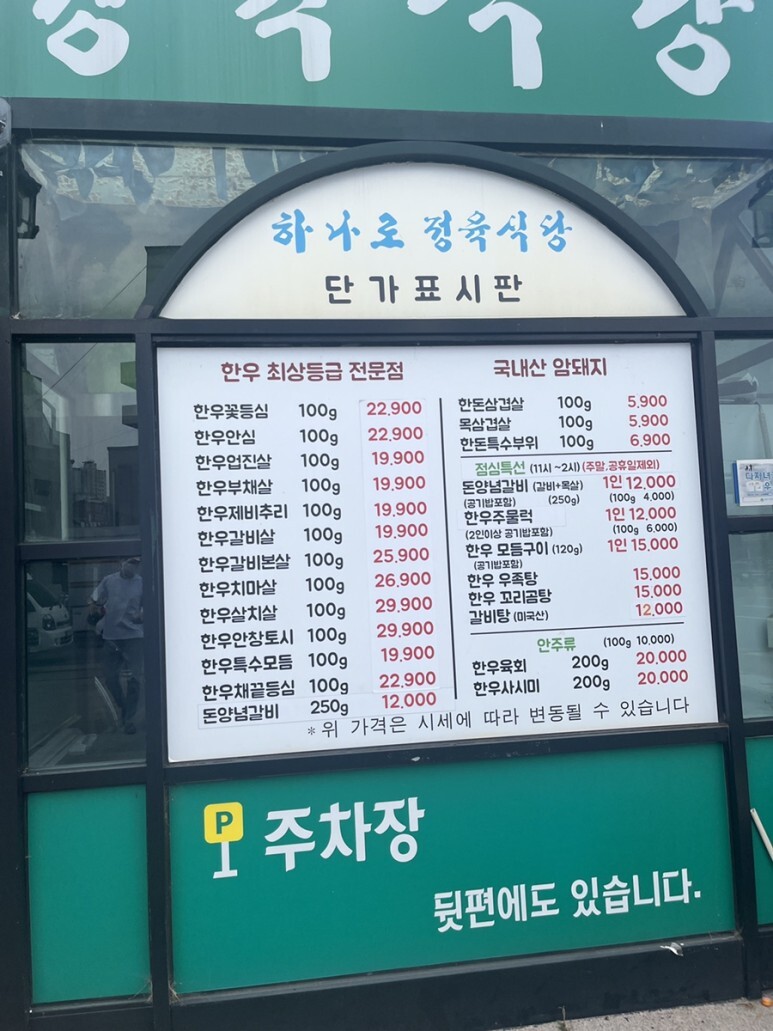 정육식당
하나로 정육식당
단가표시판
한우 최상등급 전문점
한우꽃등심 100g 22,900
한우안심 100g 22,900
한우업진살 100g 19,900
한우부채살 100g 19,900
한우제비추리 100g 19,900
한우갈비살 100g 19,900
한우갈비본살 100g 25,900
한우치마살 100g 26,900
한우살치살 100g 29,900
한우안창토시 100g 29,900
한우특수모듬 100g 19,900
한우채끝등심 100g 22,900
돈양념갈비 250g 12,000
국내산 암돼지
한돈삼겹살 100g 5,900
목삼겹살 100g 5,900
한돈특수부위 100g 6,900
점심특선 (11시 ~2시) (주말,공휴일제외)
돈양념갈비 (갈비+목살) 1인 12,000
(공기밥포함) (250g) (100g 4,000)
한우주물럭 1인 12,000
(2인이상 공기밥포함) (100g 6,000)
한우 모듬구이 (120g) 1인 15,000
(공기밥포함)
한우 우족탕 15,000
한우 꼬리곰탕 15,000
갈비탕 (미국산) 12,000
안주류 (100g 10,000)
한우육회 200g 20,000
한우사시미 200g 20,000
*위 가격은 시세에 따라 변동될 수 있습니다
P 주차장
뒷편에도 있습니다.